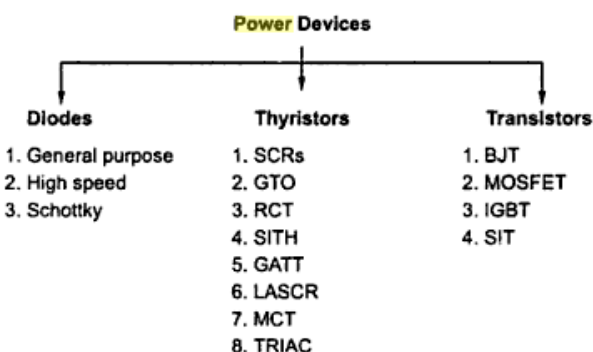 Power Devices
Diodes
1. General purpose
2. High speed
3. Schottky
Thyristors
1. SCRs
2. GTO
3. RCT
4. SITH
5. GATT
6. LASCR
7. MCT
8. TRIAC
Transistors
1. BJT
2. MOSFET
3. IGBT
4. SIT